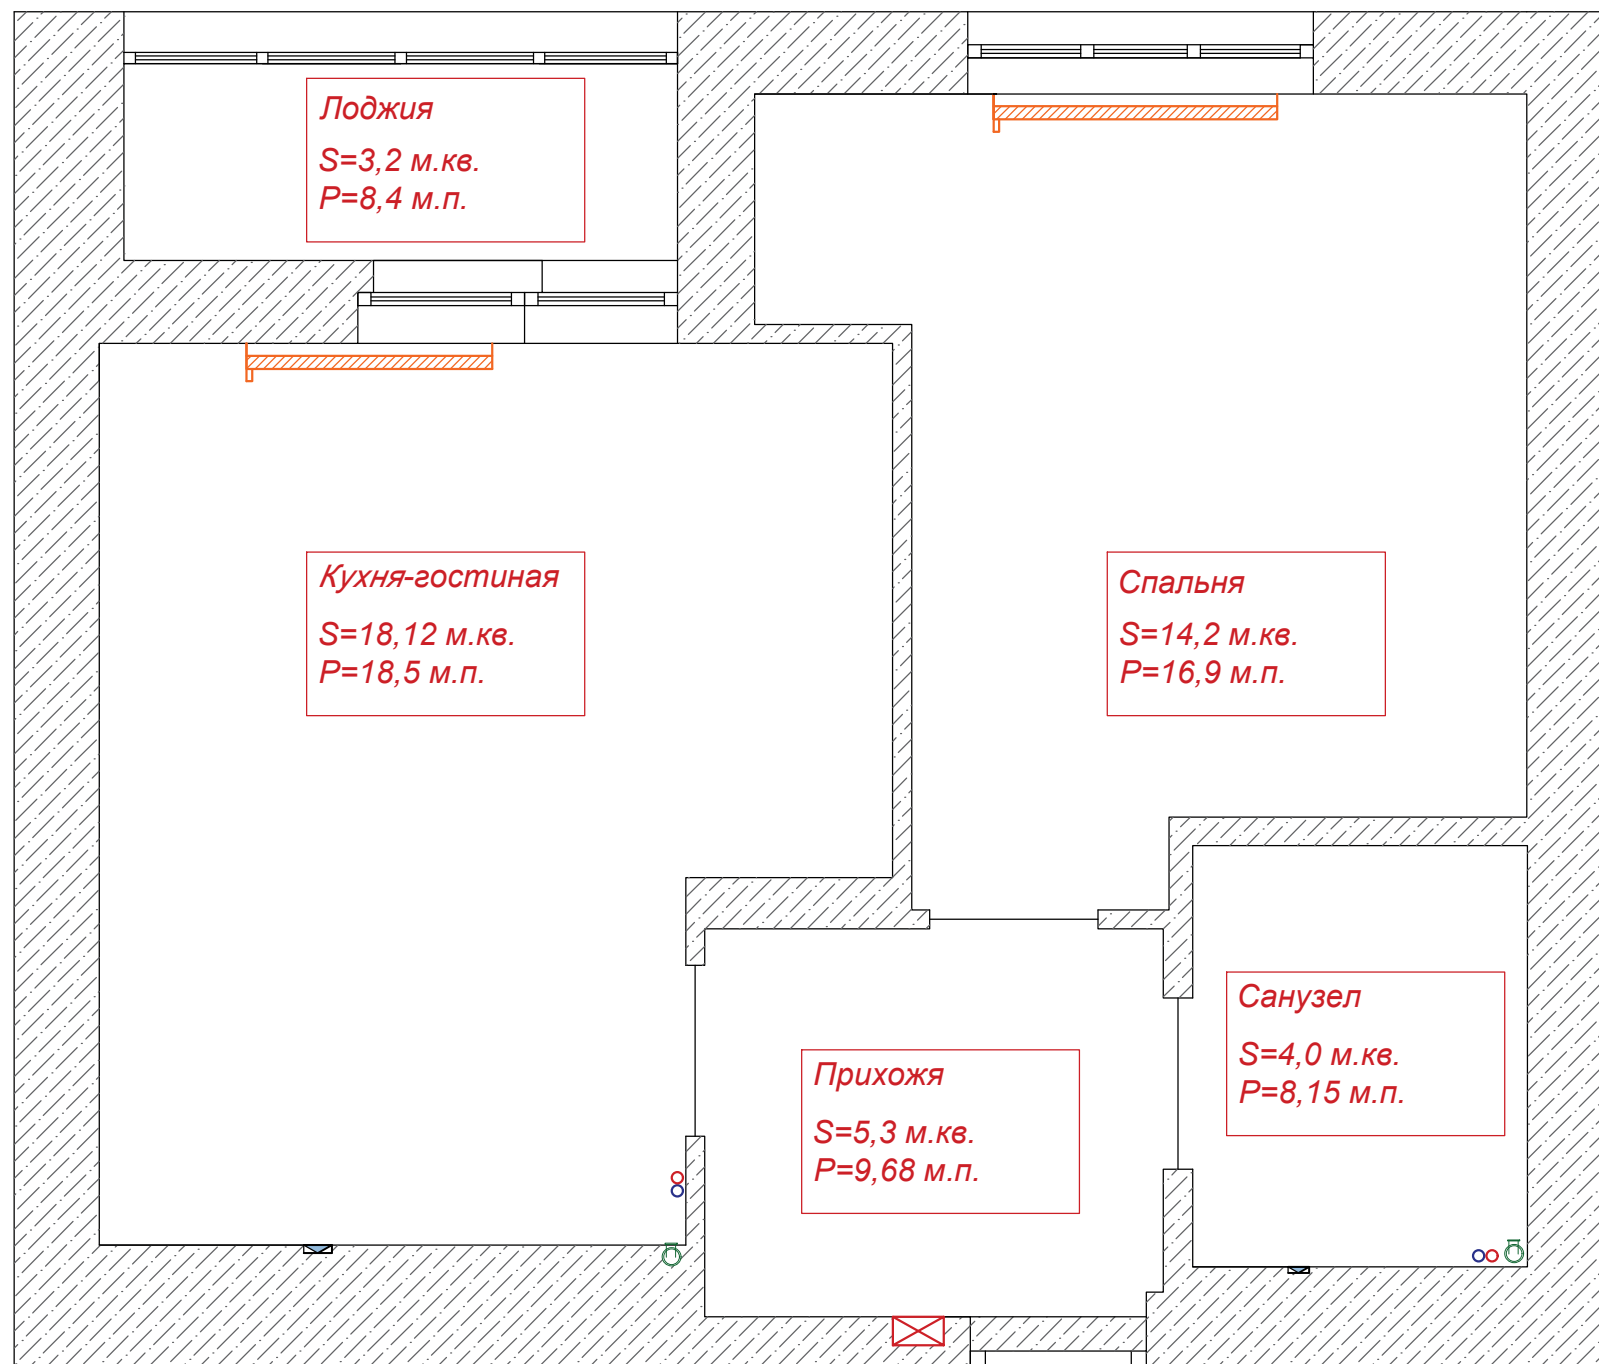 Лоджия
S=3,2 м.кв.
P=8,4 м.п.
Кухня-гостиная
S=18,12 м.кв.
P=18,5 м.п.
Спальня
S=14,2 м.кв.
P=16,9 м.п.
Санузел
S=4,0 м.кв.
P=8,15 м.п.
Прихожя
S=5,3 м.кв.
P=9,68 м.п.